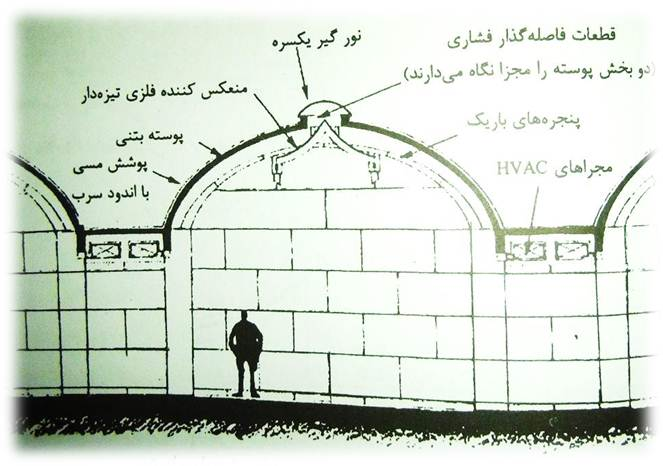 قطعات فاصله‌گذار فشاری
(دو بخش پوسته را مجزا نگاه می‌دارند)
نور گیر یکسره
منعکس کننده فلزی تیزه‌دار
پنجره‌های باریک
پوسته بتنی
پوشش مسی
با اندود سرب
مجراهای HVAC